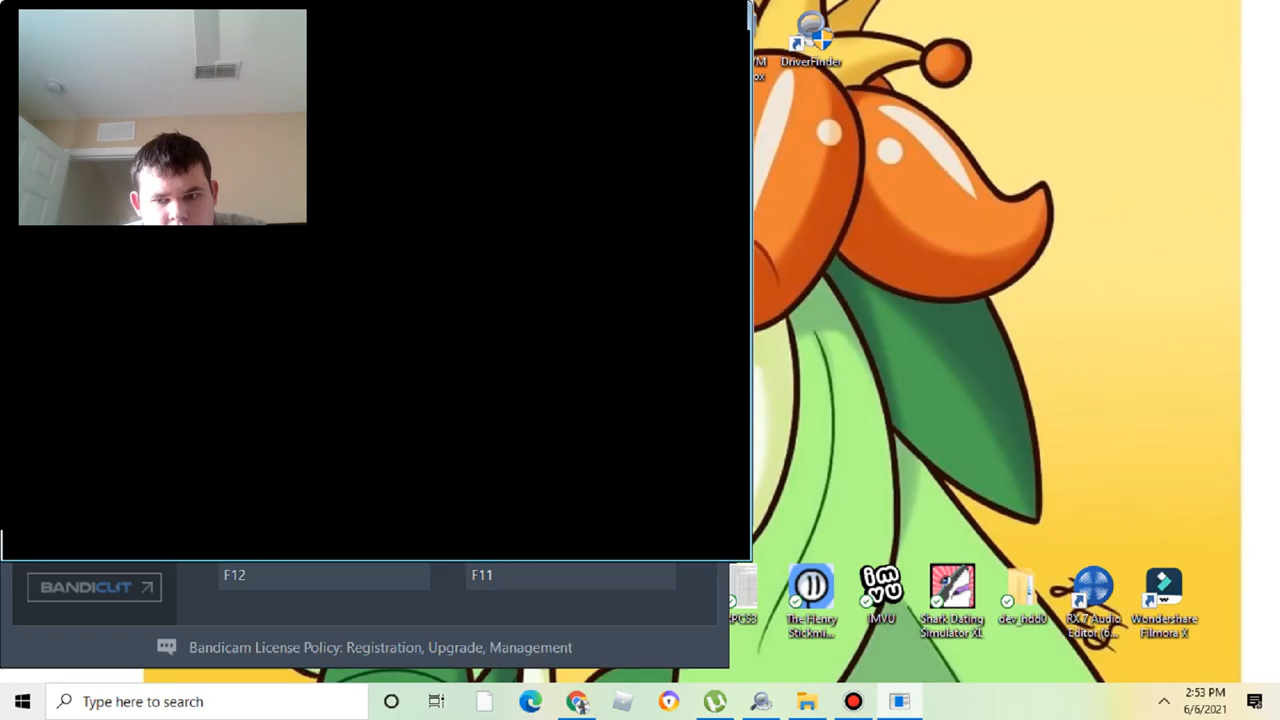 DriverFinder
F12
F11
BANDICUT
Bandicam License Policy: Registration, Upgrade, Management
The Henry
Stickmi...
imvu
IMVU
Shark Dating
Simulator XL
dev_hdd0
RX 7 Audio
Editor (6...
Wondershare
Filmora X
Type here to search
2:53 PM
6/6/2021